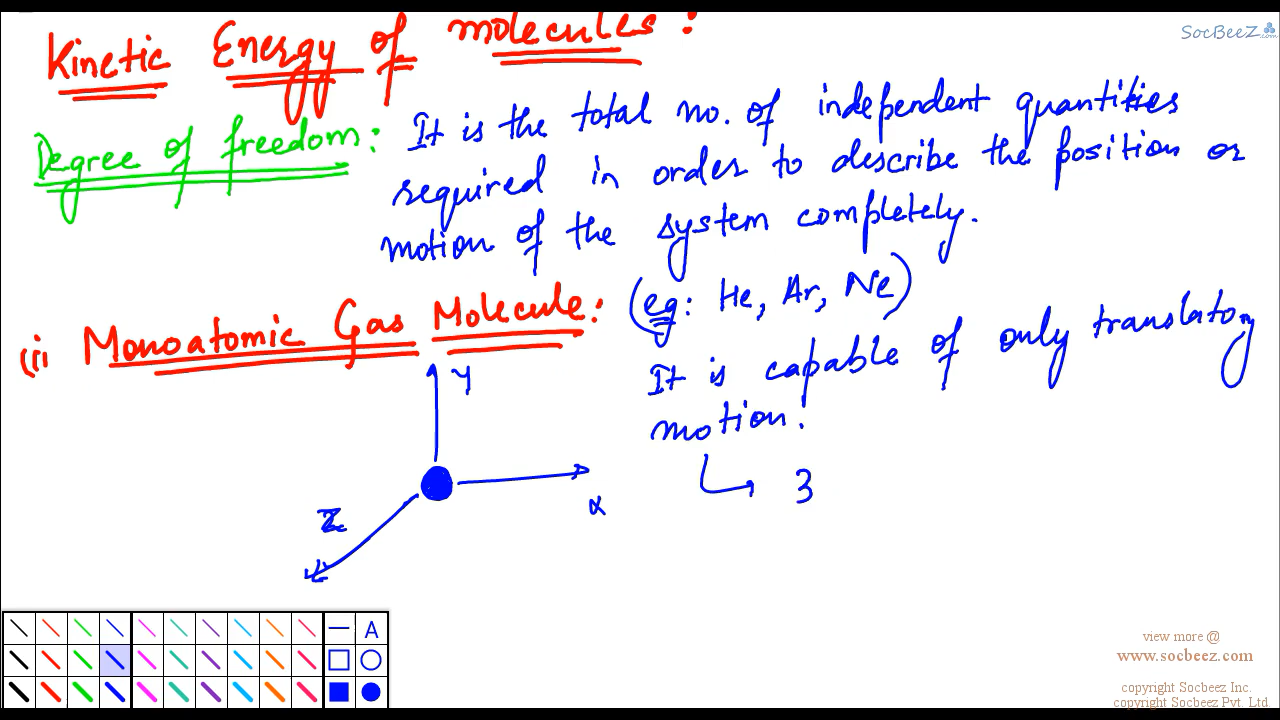 Kinetic Energy of molecules:
SocBeeZ.com
Degree of freedom: It is the total no. of independent quantities
required in order to describe the position or
motion of the system completely.
(i) Monoatomic Gas Molecule: (eg: He, Ar, Ne)
It is capable of only translatory
motion.
Y
3
x
Z
A
view more @
www.socbeez.com
copyright Socbeez Inc.
copyright Socbeez Pvt. Ltd.